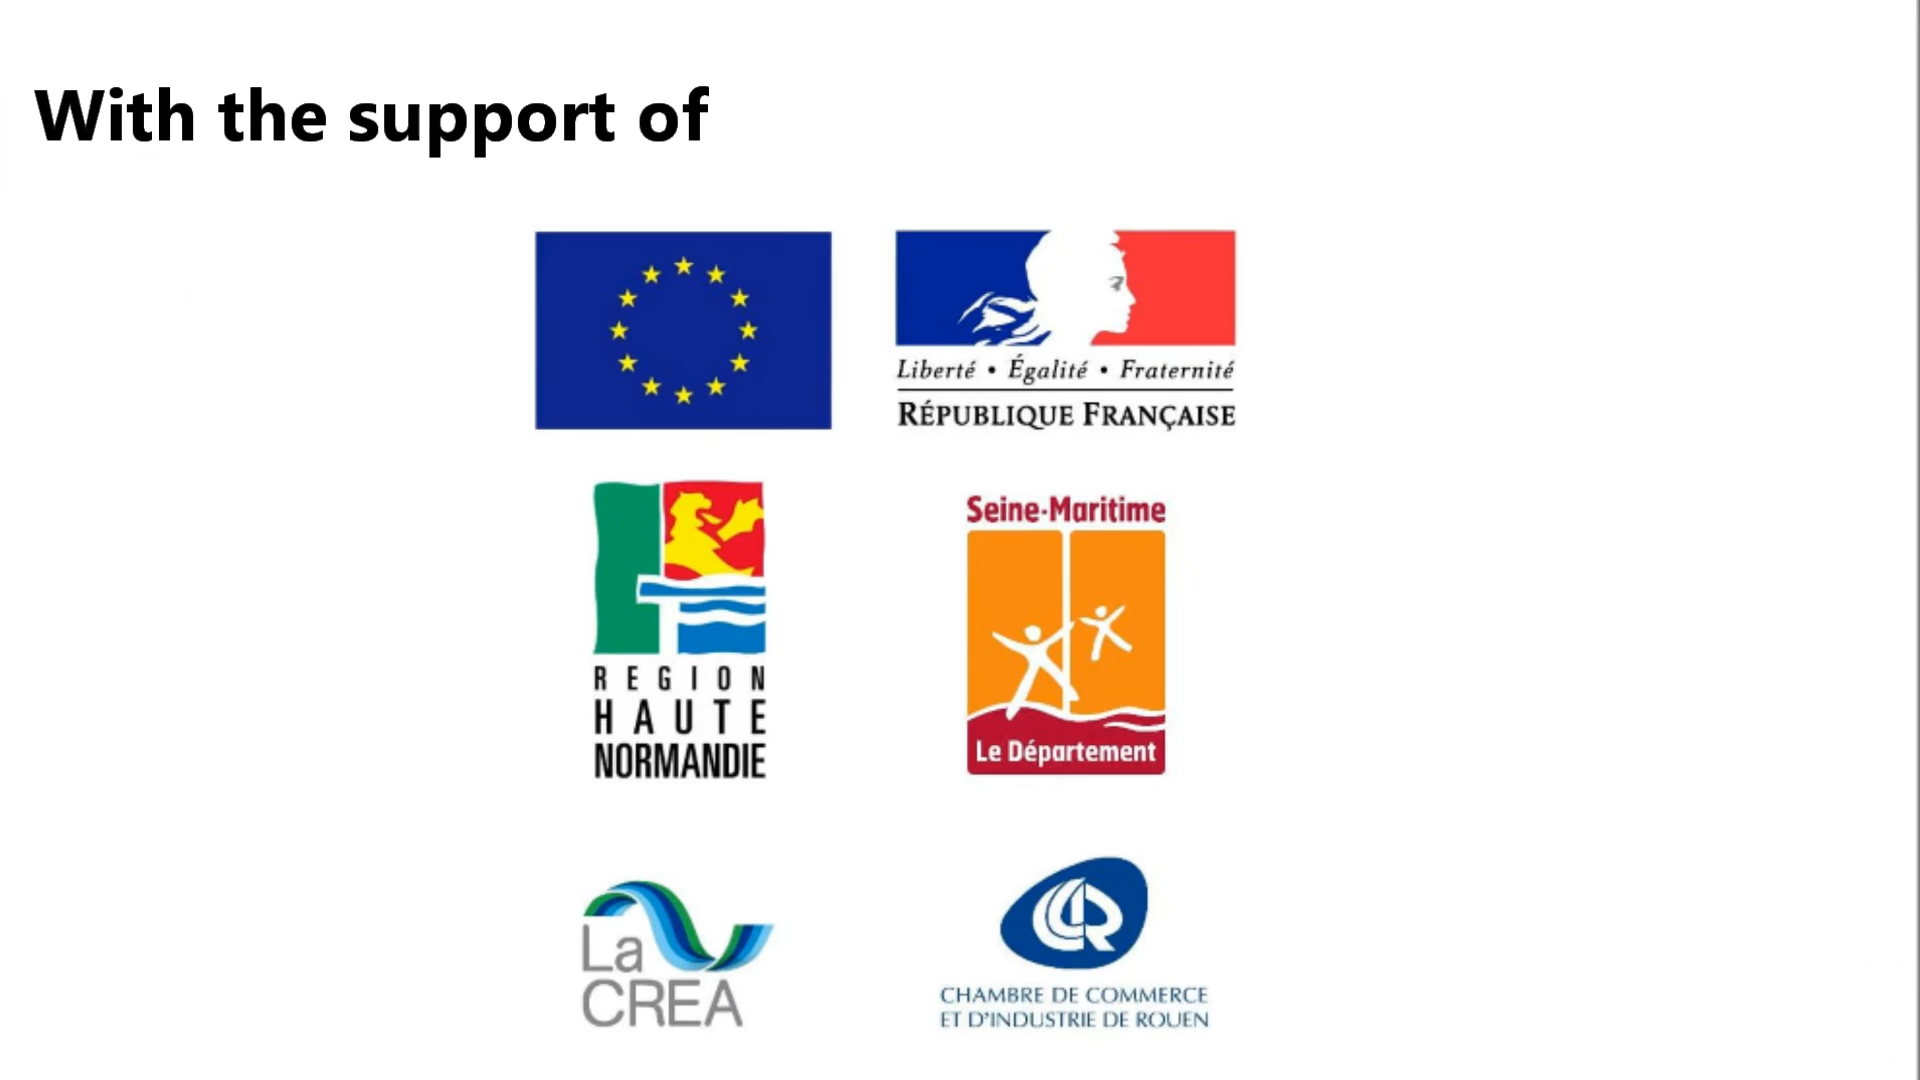 With the support of
Liberté • Égalité • Fraternité
RÉPUBLIQUE FRANÇAISE
REGION
HAUTE
NORMANDIE
Seine-Maritime
Le Département
La
CREA
CHAMBRE DE COMMERCE
ET D'INDUSTRIE DE ROUEN